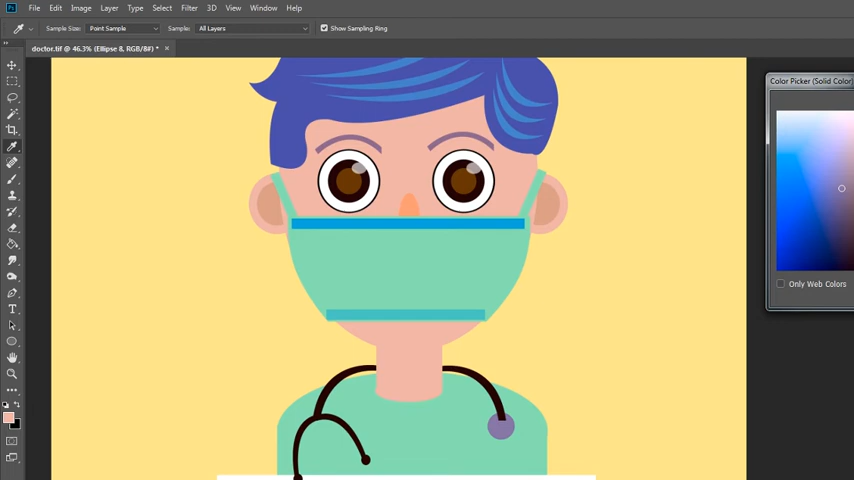 Ps File Edit Image Layer Type Select Filter 3D View Window Help
Sample Size: Point Sample Sample: All Layers Show Sampling Ring
doctor.tif @ 46.3% (Ellipse 8, RGB/8#) * ×
Color Picker (Solid Color)
Only Web Colors
T